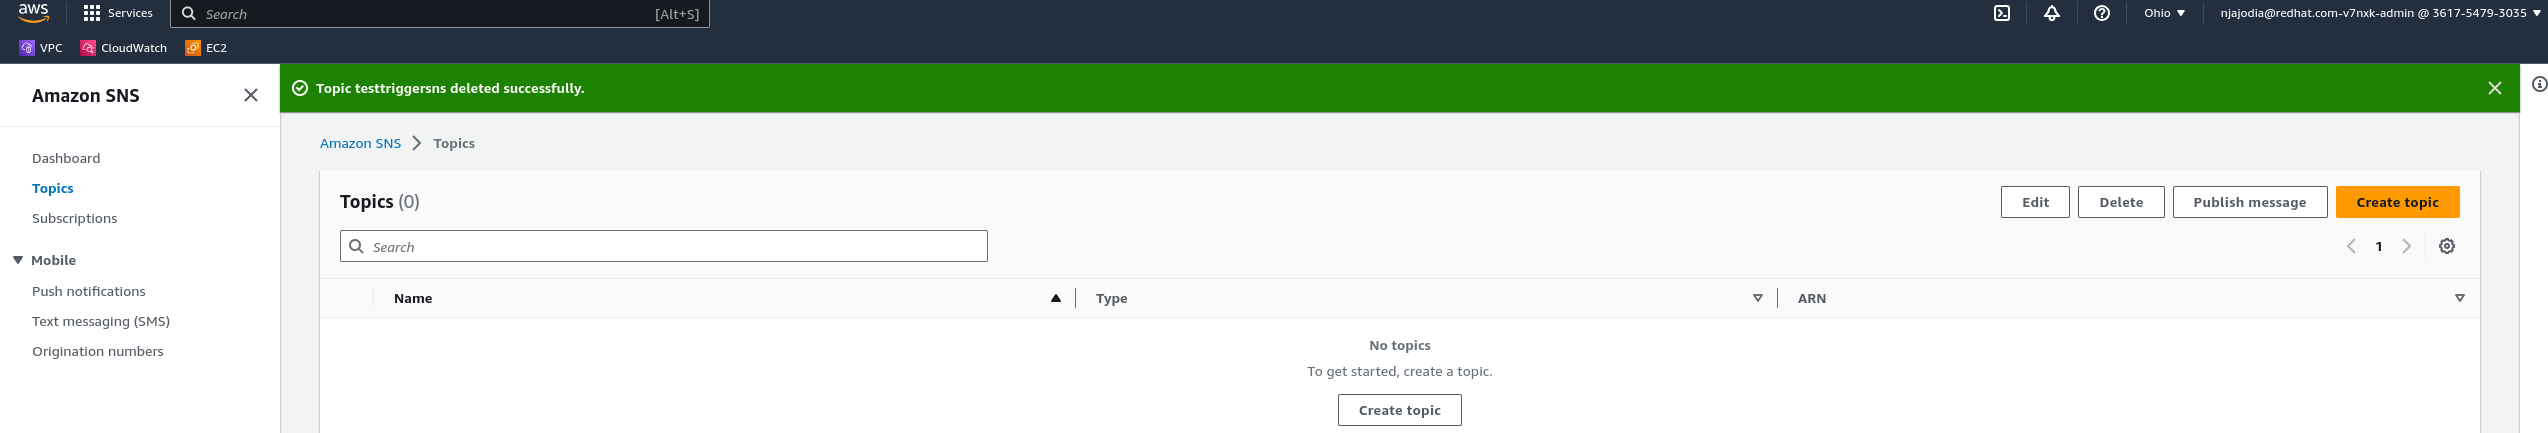 aws
Services
Search [Alt+S]
Ohio
njajodia@redhat.com-v7nxk-admin @ 3617-5479-3035
VPC CloudWatch EC2
Amazon SNS
Topic testtriggersns deleted successfully.
Dashboard
Topics
Subscriptions
Mobile
Push notifications
Text messaging (SMS)
Origination numbers
Amazon SNS Topics
Topics (0)
Edit Delete Publish message Create topic
Search
1
Name Type ARN
No topics
To get started, create a topic.
Create topic